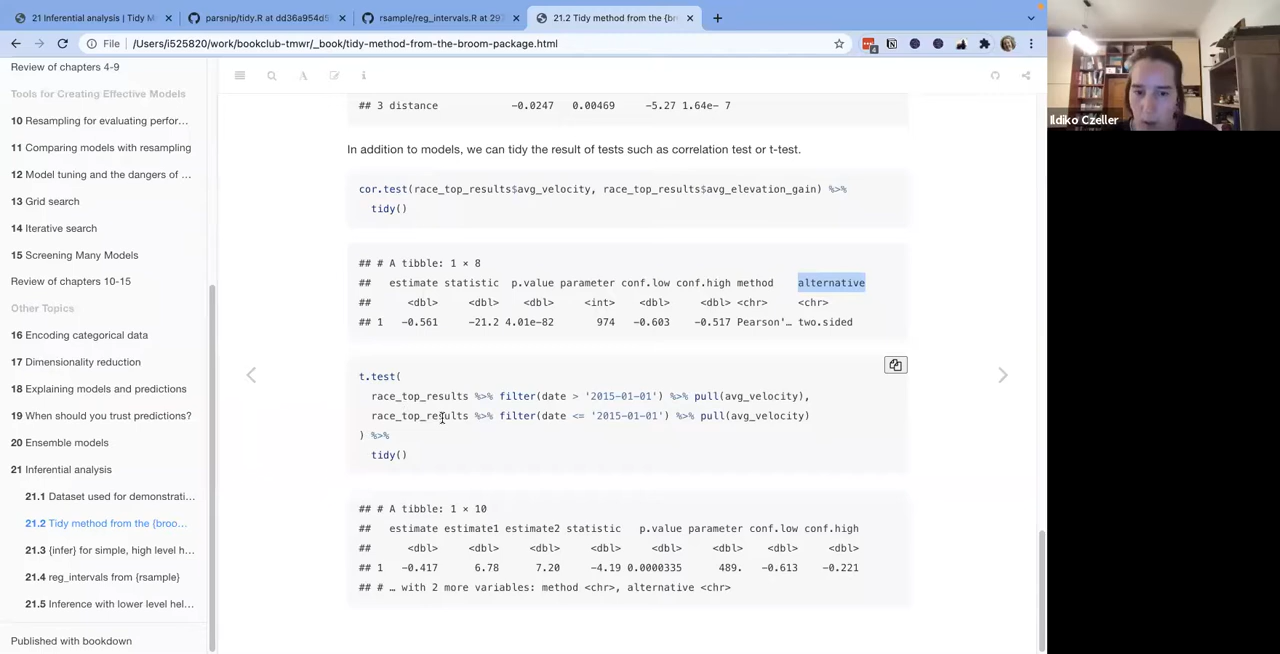 21 Inferential analysis | Tidy M
parsnip/tidy.R at dd36a954d5
rsample/reg_intervals.R at 297
21.2 Tidy method from the {bro
File
/Users/i525820/work/bookclub-tmwr/_book/tidy-method-from-the-broom-package.html
4
Review of chapters 4-9
Tools for Creating Effective Models
10 Resampling for evaluating perfor...
11 Comparing models with resampling
12 Model tuning and the dangers of ...
13 Grid search
14 Iterative search
15 Screening Many Models
Review of chapters 10-15
Other Topics
16 Encoding categorical data
17 Dimensionality reduction
18 Explaining models and predictions
19 When should you trust predictions?
20 Ensemble models
21 Inferential analysis
21.1 Dataset used for demonstrati...
21.2 Tidy method from the {broo...
21.3 {infer} for simple, high level h...
21.4 reg_intervals from {rsample}
21.5 Inference with lower level hel...
Published with bookdown
A
## 3 distance -0.0247 0.00469 -5.27 1.64e- 7
In addition to models, we can tidy the result of tests such as correlation test or t-test.
cor.test(race_top_results$avg_velocity, race_top_results$avg_elevation_gain) %>%
tidy()
## # A tibble: 1 × 8
## estimate statistic p.value parameter conf.low conf.high method alternative
## <dbl> <dbl> <dbl> <int> <dbl> <dbl> <chr> <chr>
## 1 -0.561 -21.2 4.01e-82 974 -0.603 -0.517 Pearson'… two.sided
t.test(
race_top_results %>% filter(date > '2015-01-01') %>% pull(avg_velocity),
race_top_results %>% filter(date <= '2015-01-01') %>% pull(avg_velocity)
) %>%
tidy()
## # A tibble: 1 × 10
## estimate estimate1 estimate2 statistic p.value parameter conf.low conf.high
## <dbl> <dbl> <dbl> <dbl> <dbl> <dbl> <dbl> <dbl>
## 1 -0.417 6.78 7.20 -4.19 0.0000335 489. -0.613 -0.221
## # … with 2 more variables: method <chr>, alternative <chr>
Ildiko Czeller